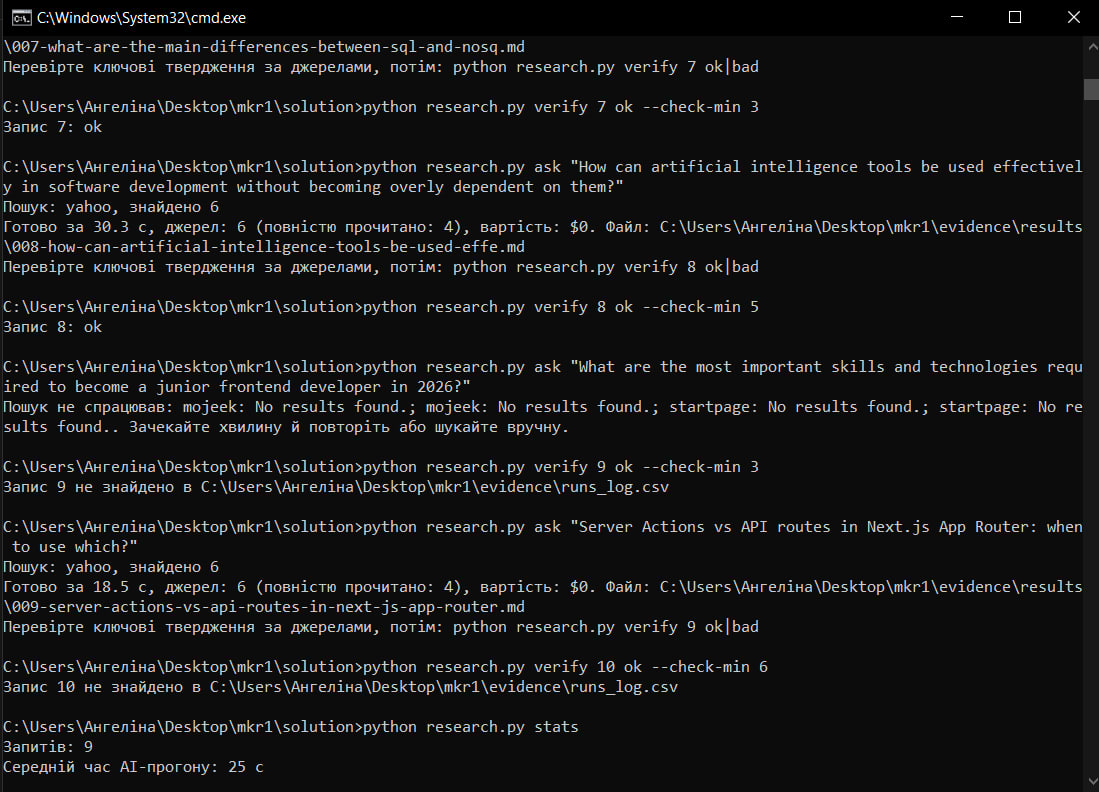 C:\Windows\System32\cmd.exe
\007-what-are-the-main-differences-between-sql-and-nosq.md
Перевірте ключові твердження за джерелами, потім: python research.py verify 7 ok|bad
C:\Users\Ангеліна\Desktop\mkr1\solution>python research.py verify 7 ok --check-min 3
Запис 7: ok
C:\Users\Ангеліна\Desktop\mkr1\solution>python research.py ask "How can artificial intelligence tools be used effectivel
y in software development without becoming overly dependent on them?"
Пошук: yahoo, знайдено 6
Готово за 30.3 с, джерел: 6 (повністю прочитано: 4), вартість: $0. Файл: C:\Users\Ангеліна\Desktop\mkr1\evidence\results
\008-how-can-artificial-intelligence-tools-be-used-effe.md
Перевірте ключові твердження за джерелами, потім: python research.py verify 8 ok|bad
C:\Users\Ангеліна\Desktop\mkr1\solution>python research.py verify 8 ok --check-min 5
Запис 8: ok
C:\Users\Ангеліна\Desktop\mkr1\solution>python research.py ask "What are the most important skills and technologies requ
ired to become a junior frontend developer in 2026?"
Пошук не спрацював: mojeek: No results found.; mojeek: No results found.; startpage: No results found.; startpage: No re
sults found.. Зачекайте хвилину й повторіть або шукайте вручну.
C:\Users\Ангеліна\Desktop\mkr1\solution>python research.py verify 9 ok --check-min 3
Запис 9 не знайдено в C:\Users\Ангеліна\Desktop\mkr1\evidence\runs_log.csv
C:\Users\Ангеліна\Desktop\mkr1\solution>python research.py ask "Server Actions vs API routes in Next.js App Router: when
 to use which?"
Пошук: yahoo, знайдено 6
Готово за 18.5 с, джерел: 6 (повністю прочитано: 4), вартість: $0. Файл: C:\Users\Ангеліна\Desktop\mkr1\evidence\results
\009-server-actions-vs-api-routes-in-next-js-app-router.md
Перевірте ключові твердження за джерелами, потім: python research.py verify 9 ok|bad
C:\Users\Ангеліна\Desktop\mkr1\solution>python research.py verify 10 ok --check-min 6
Запис 10 не знайдено в C:\Users\Ангеліна\Desktop\mkr1\evidence\runs_log.csv
C:\Users\Ангеліна\Desktop\mkr1\solution>python research.py stats
Запитів: 9
Середній час AI-прогону: 25 с